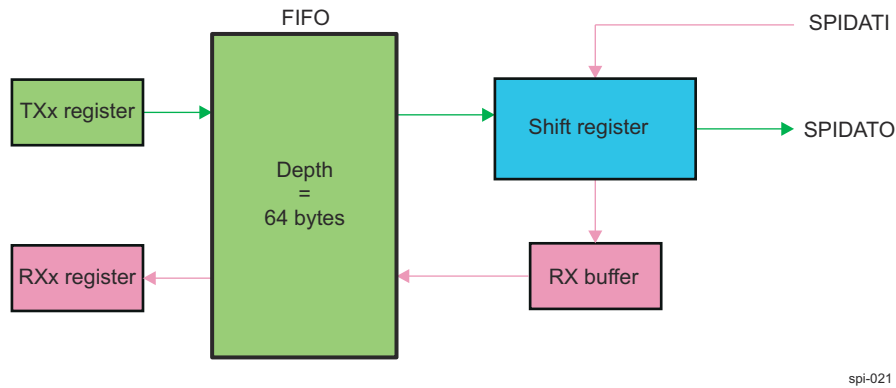 FIFO
SPIDATI
TXx register
Shift register
SPIDATO
Depth
=
64 bytes
RXx register
RX buffer
spi-021